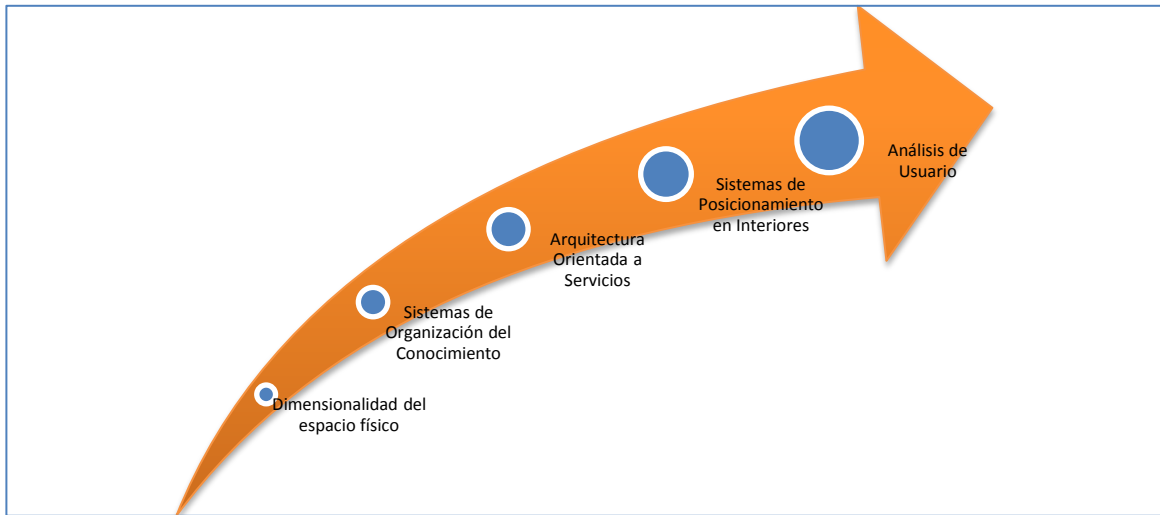 Análisis de
Usuario
Sistemas de
Posicionamiento
en Interiores
Arquitectura
Orientada a
Servicios
Sistemas de
Organización del
Conocimiento
Dimensionalidad del
espacio físico